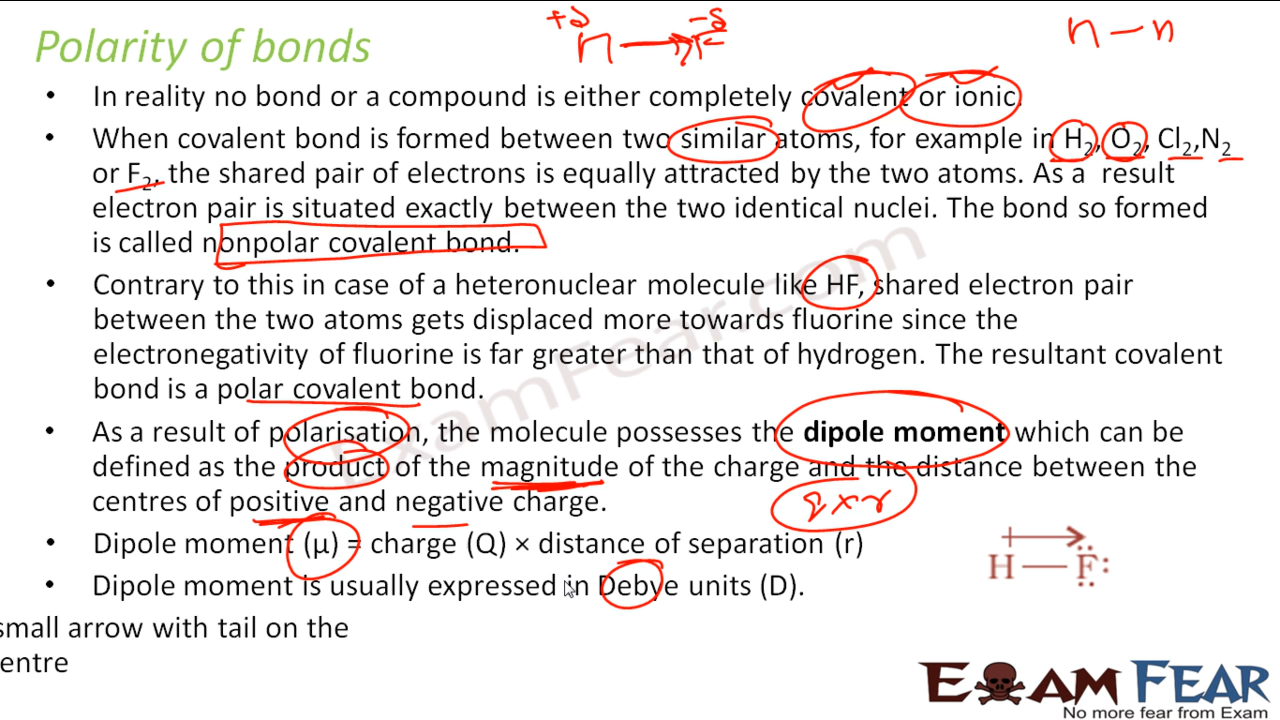 Polarity of bonds
+δ -δ
H → F
n – n
• In reality no bond or a compound is either completely covalent or ionic.
• When covalent bond is formed between two similar atoms, for example in H₂, O₂, Cl₂,N₂
or F₂, the shared pair of electrons is equally attracted by the two atoms. As a result
electron pair is situated exactly between the two identical nuclei. The bond so formed
is called nonpolar covalent bond.
• Contrary to this in case of a heteronuclear molecule like HF, shared electron pair
between the two atoms gets displaced more towards fluorine since the
electronegativity of fluorine is far greater than that of hydrogen. The resultant covalent
bond is a polar covalent bond.
• As a result of polarisation, the molecule possesses the dipole moment which can be
defined as the product of the magnitude of the charge and the distance between the
centres of positive and negative charge.
q × r
• Dipole moment (μ) = charge (Q) × distance of separation (r)
H — F:
• Dipole moment is usually expressed in Debye units (D).
small arrow with tail on the
entre
ExamFear.com
EXAM FEAR
No more fear from Exam